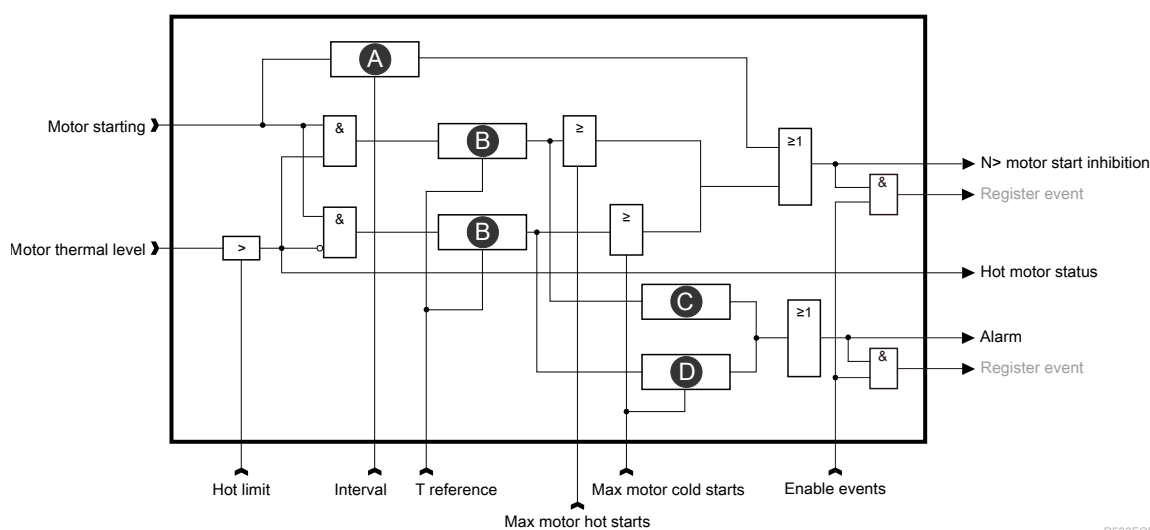 A
Motor starting
&
B
≥
≥1
N> motor start inhibition
&
Register event
&
B
≥
Motor thermal level
>
Hot motor status
C
≥1
Alarm
&
Register event
D
Hot limit
Interval
T reference
Max motor cold starts
Enable events
Max motor hot starts